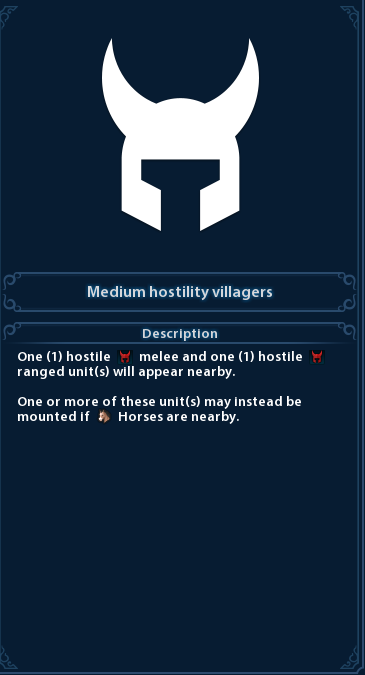 Medium hostility villagers
Description
One (1) hostile melee and one (1) hostile
ranged unit(s) will appear nearby.
One or more of these unit(s) may instead be
mounted if Horses are nearby.